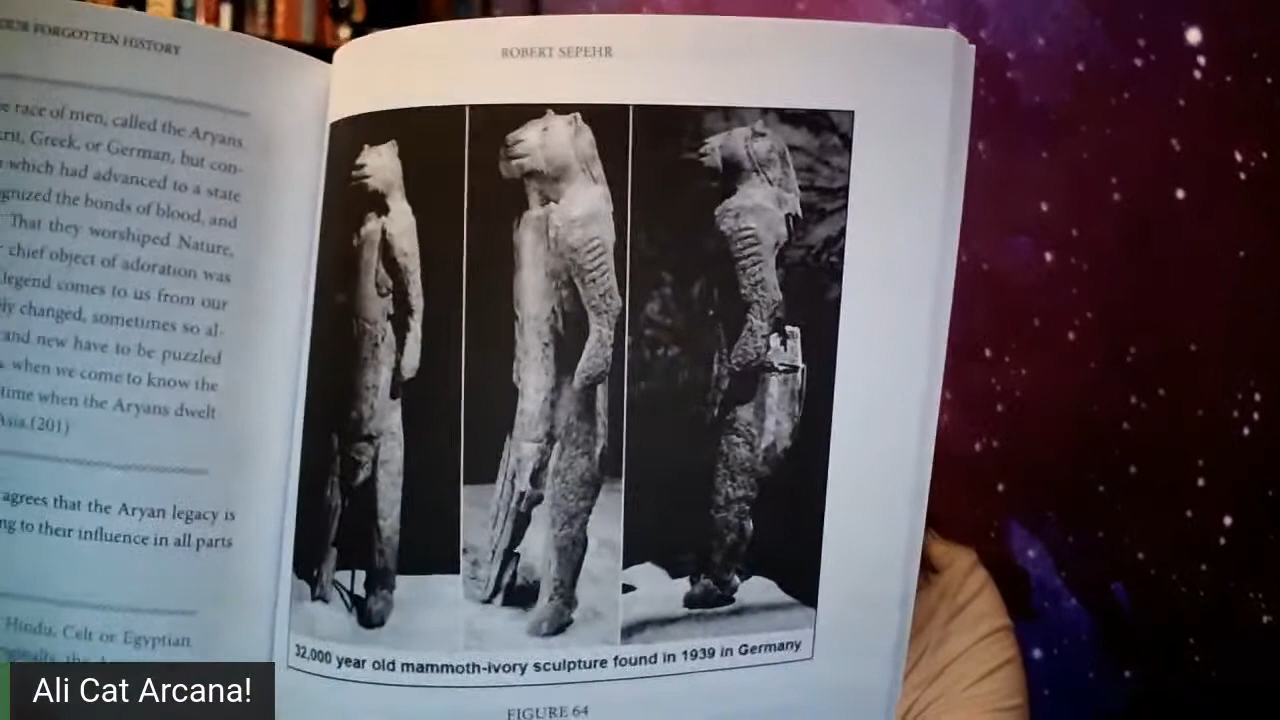 OUR FORGOTTEN HISTORY
race of men, called the Aryans
Greek, or German, but con-
which had advanced to a state
the bonds of blood, and
That they worshiped Nature,
chief object of adoration was
legend comes to us from our
changed, sometimes so al-
and new have to be puzzled
when we come to know the
time when the Aryans dwelt
Asia.(201)
agrees that the Aryan legacy is
to their influence in all parts
Hindu, Celt or Egyptian
the
ROBERT SEPEHR
32,000 year old mammoth-ivory sculpture found in 1939 in Germany
FIGURE 64
Ali Cat Arcana!